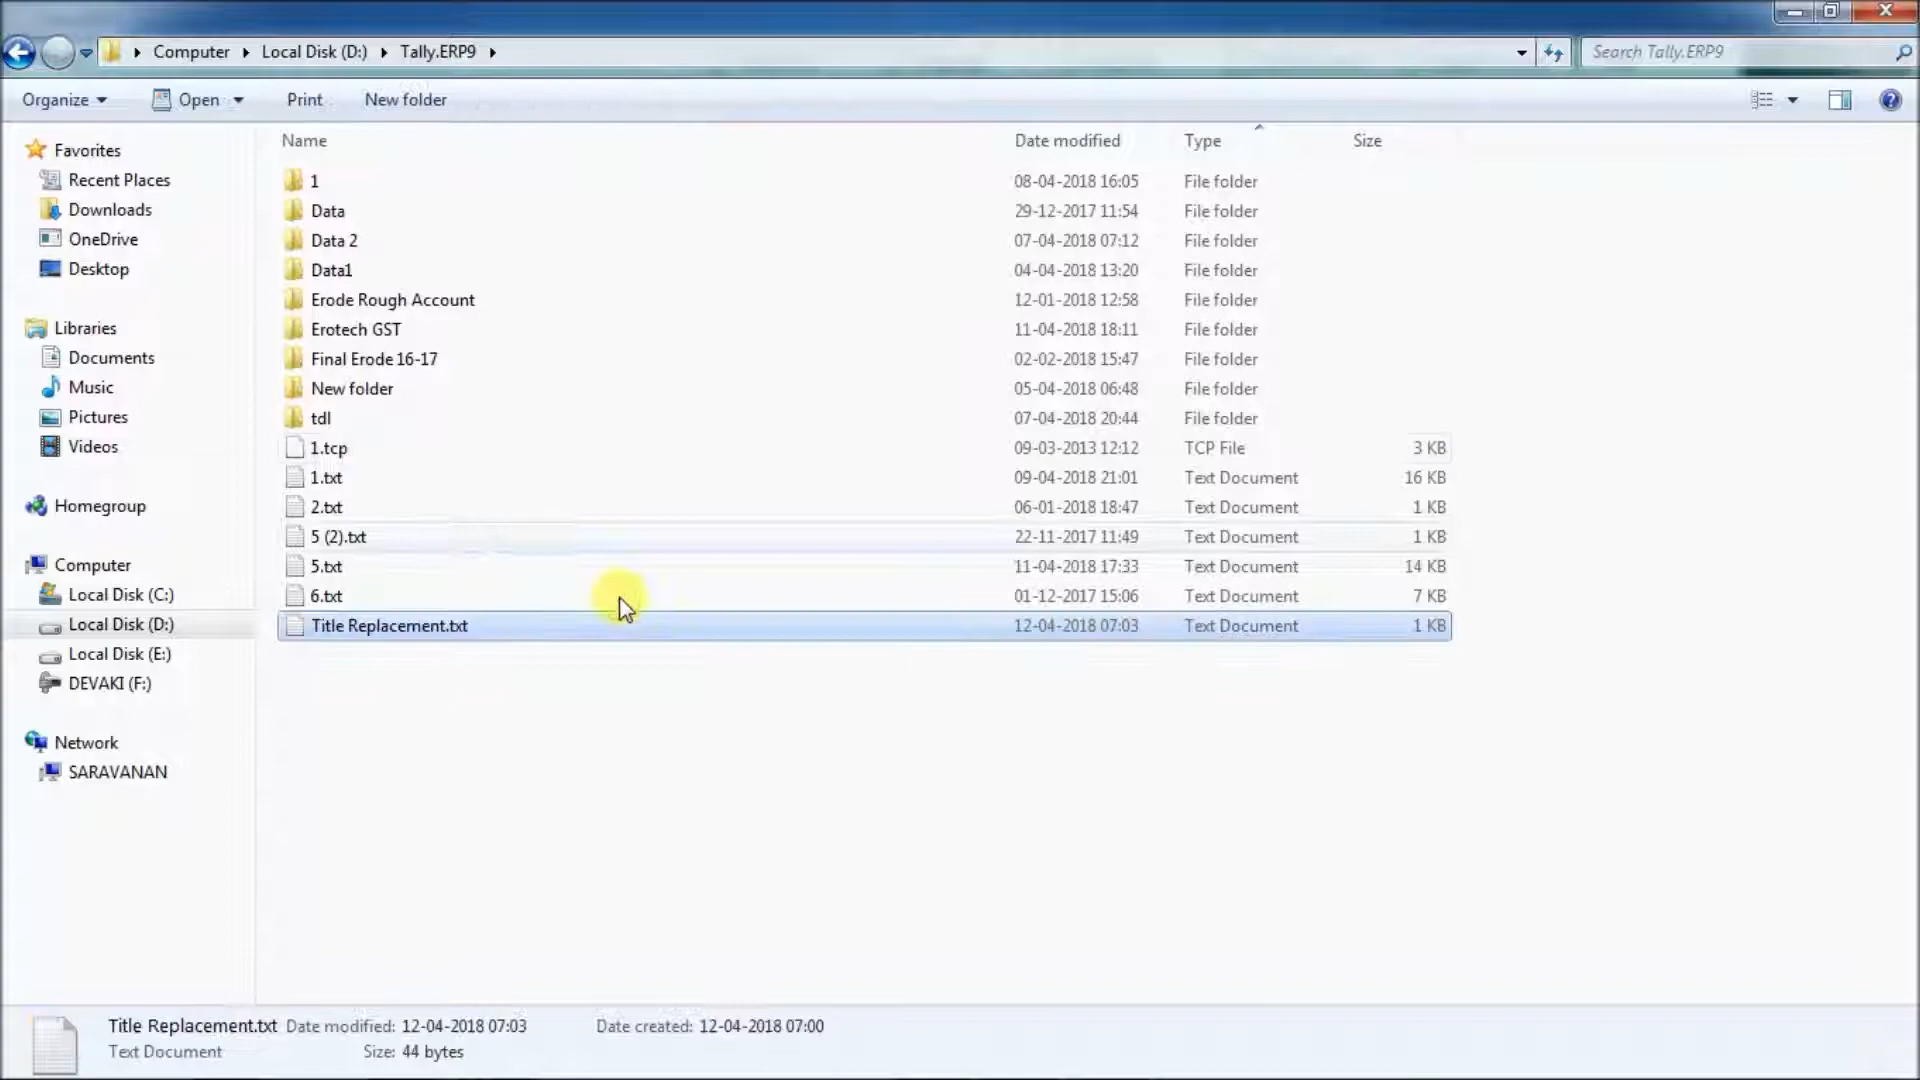 Computer Local Disk (D:) Tally.ERP9 Search Tally.ERP9
Organize Open Print New folder
Name Date modified Type Size
Favorites
Recent Places
Downloads
OneDrive
Desktop
Libraries
Documents
Music
Pictures
Videos
Homegroup
Computer
Local Disk (C:)
Local Disk (D:)
Local Disk (E:)
DEVAKI (F:)
Network
SARAVANAN
1 08-04-2018 16:05 File folder
Data 29-12-2017 11:54 File folder
Data 2 07-04-2018 07:12 File folder
Data1 04-04-2018 13:20 File folder
Erode Rough Account 12-01-2018 12:58 File folder
Erotech GST 11-04-2018 18:11 File folder
Final Erode 16-17 02-02-2018 15:47 File folder
New folder 05-04-2018 06:48 File folder
tdl 07-04-2018 20:44 File folder
1.tcp 09-03-2013 12:12 TCP File 3 KB
1.txt 09-04-2018 21:01 Text Document 16 KB
2.txt 06-01-2018 18:47 Text Document 1 KB
5 (2).txt 22-11-2017 11:49 Text Document 1 KB
5.txt 11-04-2018 17:33 Text Document 14 KB
6.txt 01-12-2017 15:06 Text Document 7 KB
Title Replacement.txt 12-04-2018 07:03 Text Document 1 KB
Title Replacement.txt Date modified: 12-04-2018 07:03 Date created: 12-04-2018 07:00
Text Document Size: 44 bytes